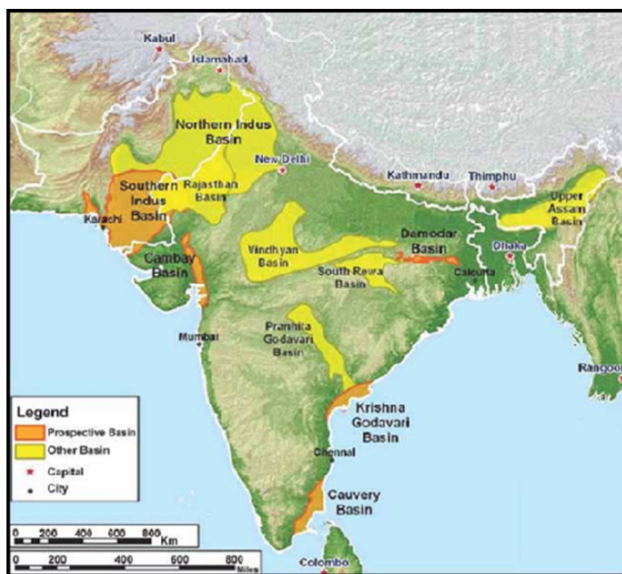 Kabul
Islamabad
Northern Indus
Basin
New Delhi
Kathmandu
Thimphu
Southern
Indus
Basin
Rajasthan
Basin
Upper
Assam
Basin
Karachi
Damodar
Basin
Dhaka
Vindhyan
Basin
Cambay
Basin
South Rewa
Basin
Calcutta
Pranhita
Godavari
Basin
Mumbai
Rangoon
Legend
Prospective Basin
Other Basin
Capital
City
Krishna
Godavari
Basin
Chennai
Cauvery
Basin
0 200 400 600 800
Km
0 200 400 600 800
Miles
Colombo